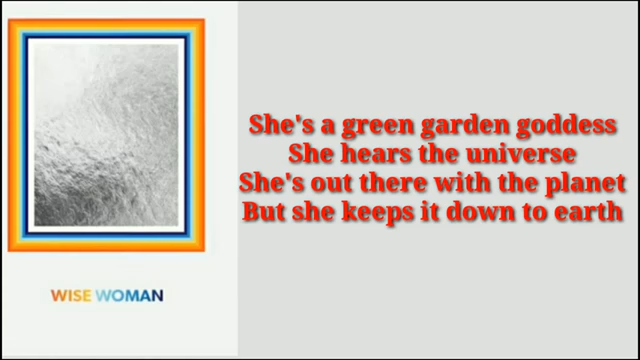 She's a green garden goddess
She hears the universe
She's out there with the planet
But she keeps it down to earth
WISE WOMAN